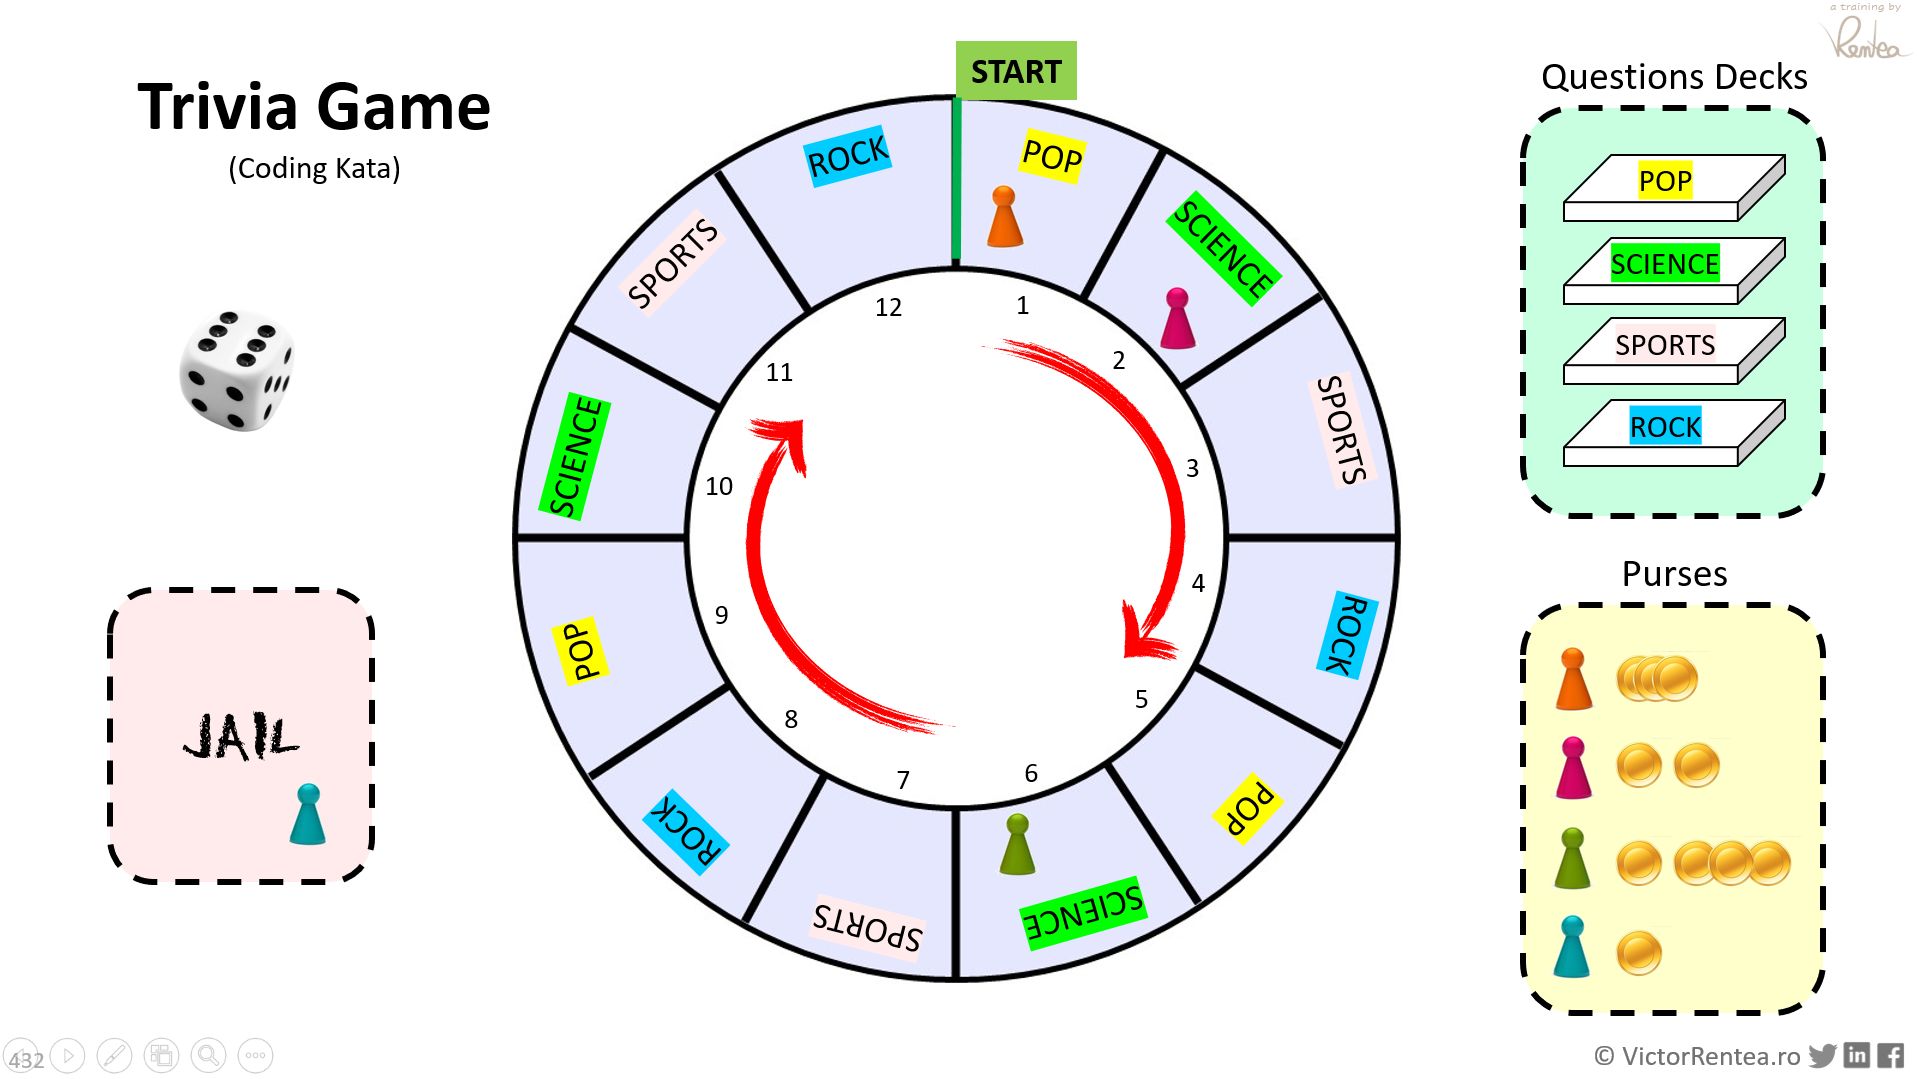 a training by
Rentea
Trivia Game
(Coding Kata)
START
POP
SCIENCE
SPORTS
ROCK
POP
SCIENCE
SPORTS
ROCK
POP
SCIENCE
SPORTS
ROCK
1
2
3
4
5
6
7
8
9
10
11
12
JAIL
Questions Decks
POP
SCIENCE
SPORTS
ROCK
Purses
432
© VictorRentea.ro